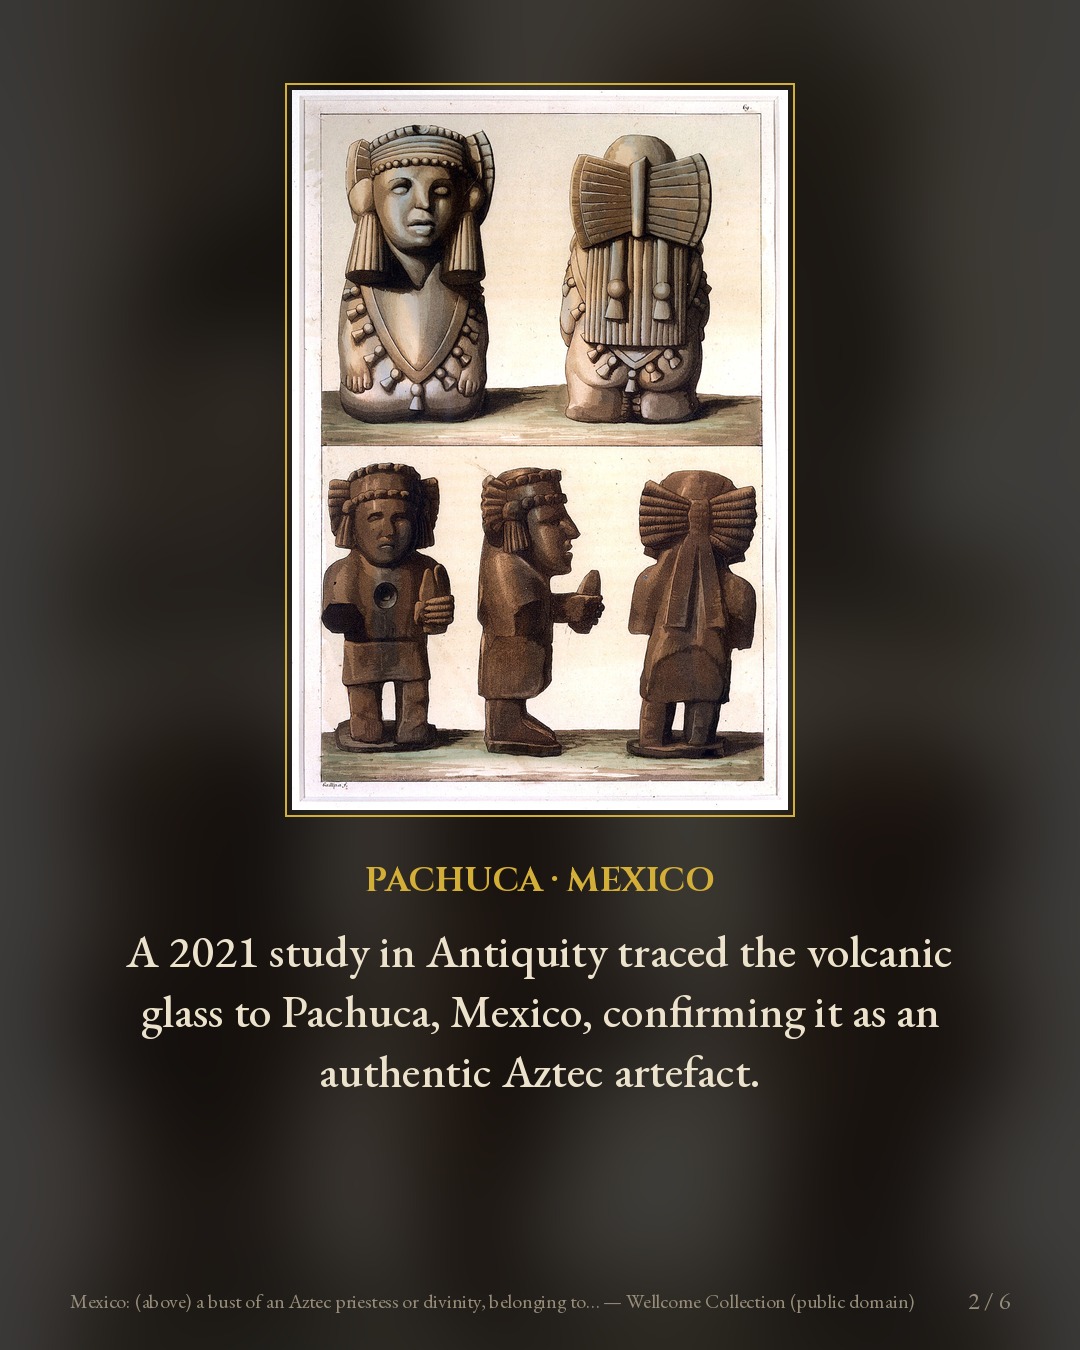 PACHUCA · MEXICO
A 2021 study in Antiquity traced the volcanic
glass to Pachuca, Mexico, confirming it as an
authentic Aztec artefact.
Mexico: (above) a bust of an Aztec priestess or divinity, belonging to… — Wellcome Collection (public domain)
2 / 6